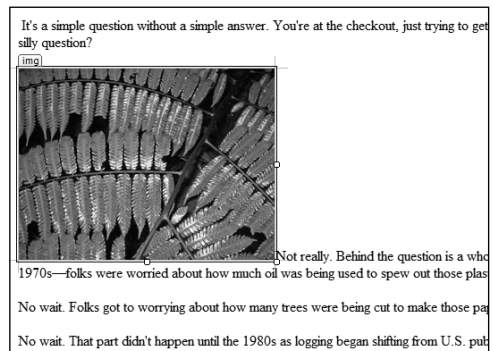 It's a simple question without a simple answer. You're at the checkout, just trying to get
silly question?
img
Not really. Behind the question is a who
1970s—folks were worried about how much oil was being used to spew out those plas
No wait. Folks got to worrying about how many trees were being cut to make those pa
No wait. That part didn't happen until the 1980s as logging began shifting from U.S. pub